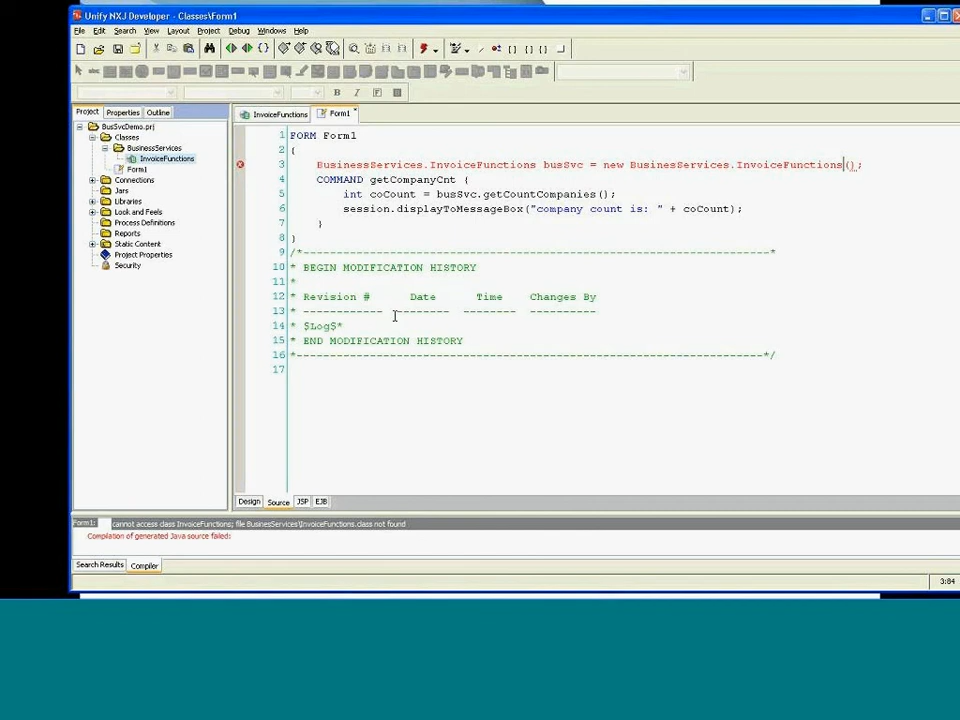 Unify NXJ Developer - Classes\Form1
File Edit Search View Layout Project Debug Windows Help
B I F
Project Properties Outline
InvoiceFunctions Form1
BusSvcDemo.prj
Classes
BusinessServices
InvoiceFunctions
Form1
Connections
Jars
Libraries
Look and Feels
Process Definitions
Reports
Static Content
Project Properties
Security
1 FORM Form1
2 {
3 BusinessServices.InvoiceFunctions busSvc = new BusinesServices.InvoiceFunctions();
4 COMMAND getCompanyCnt {
5 int coCount = busSvc.getCountCompanies();
6 session.displayToMessageBox("company count is: " + coCount);
7 }
8 }
9 /*----------------------------------------------------------------------*
10 * BEGIN MODIFICATION HISTORY
11 *
12 * Revision # Date Time Changes By
13 * ------------ --------- -------- ----------
14 * $Log$*
15 * END MODIFICATION HISTORY
16 *----------------------------------------------------------------------*/
17
Design Source JSP EJB
Form1: cannot access class InvoiceFunctions; file BusinesServices\InvoiceFunctions.class not found
Compilation of generated Java source failed:
Search Results Compiler
3:84